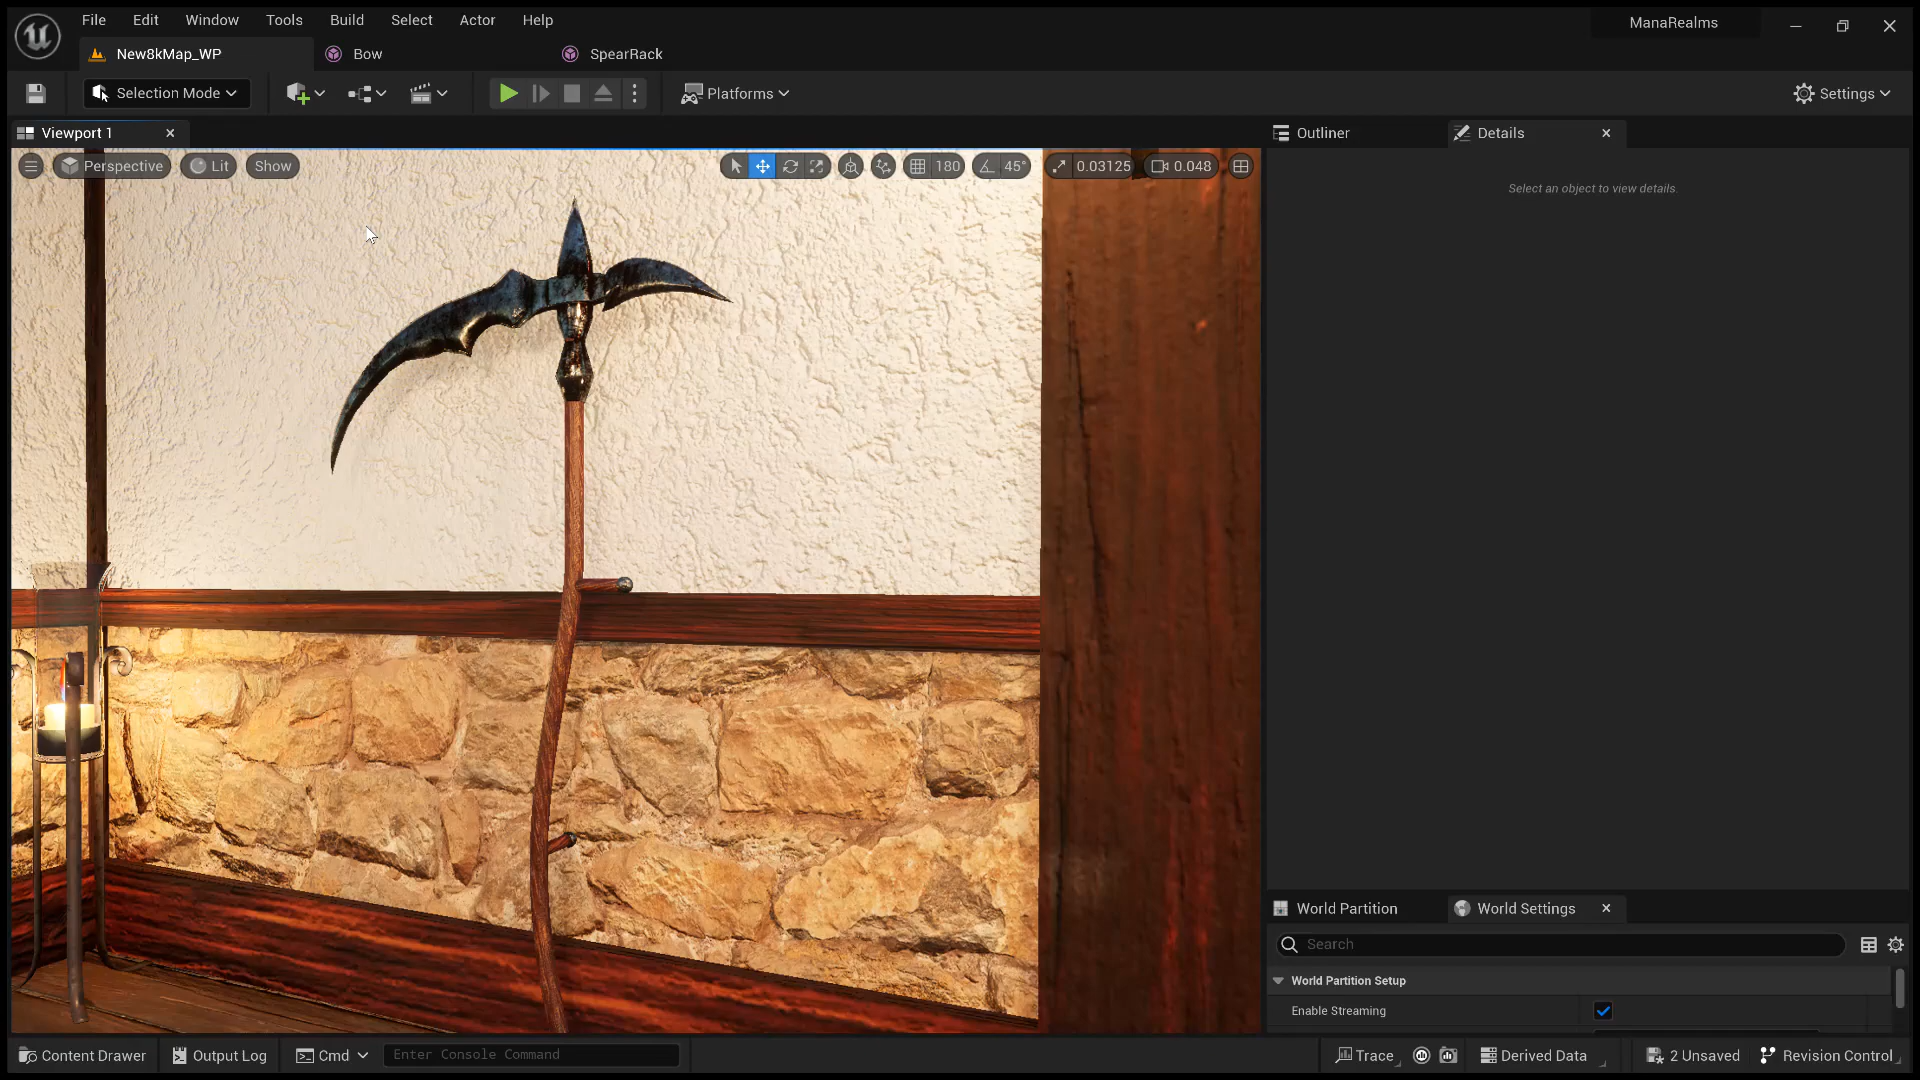 File Edit Window Tools Build Select Actor Help
ManaRealms
New8kMap_WP Bow SpearRack
Selection Mode
Platforms
Settings
Viewport 1
Outliner Details
Perspective Lit Show
180 45° 0.03125 0.048
Select an object to view details.
World Partition World Settings
Search
World Partition Setup
Enable Streaming
Content Drawer Output Log Cmd Enter Console Command
Trace Derived Data 2 Unsaved Revision Control